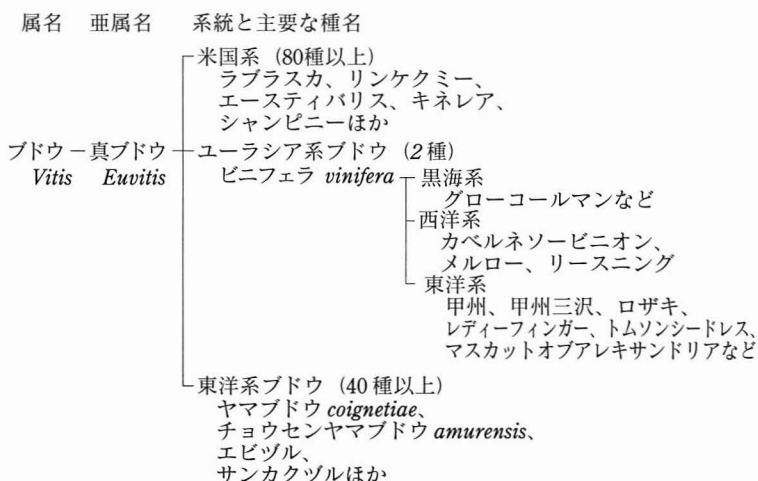 属名 亜属名 系統と主要な種名
米国系 (80種以上)
ラブラスカ、リンケクミー、
エースティバリス、キネレア、
シャンピニーほか
ブドウ 真ブドウ ユーラシア系ブドウ (2種)
Vitis Euvitis ビニフェラ vinifera 黒海系
グローコールマンなど
西洋系
カベルネソービニオン、
メルロー、リースニング
東洋系
甲州、甲州三沢、ロザキ、
レディーフィンガー、トムソンシードレス、
マスカットオブアレキサンドリアなど
東洋系ブドウ (40種以上)
ヤマブドウ coignetiae、
チョウセンヤマブドウ amurensis、
エビヅル、
サンカクヅルほか